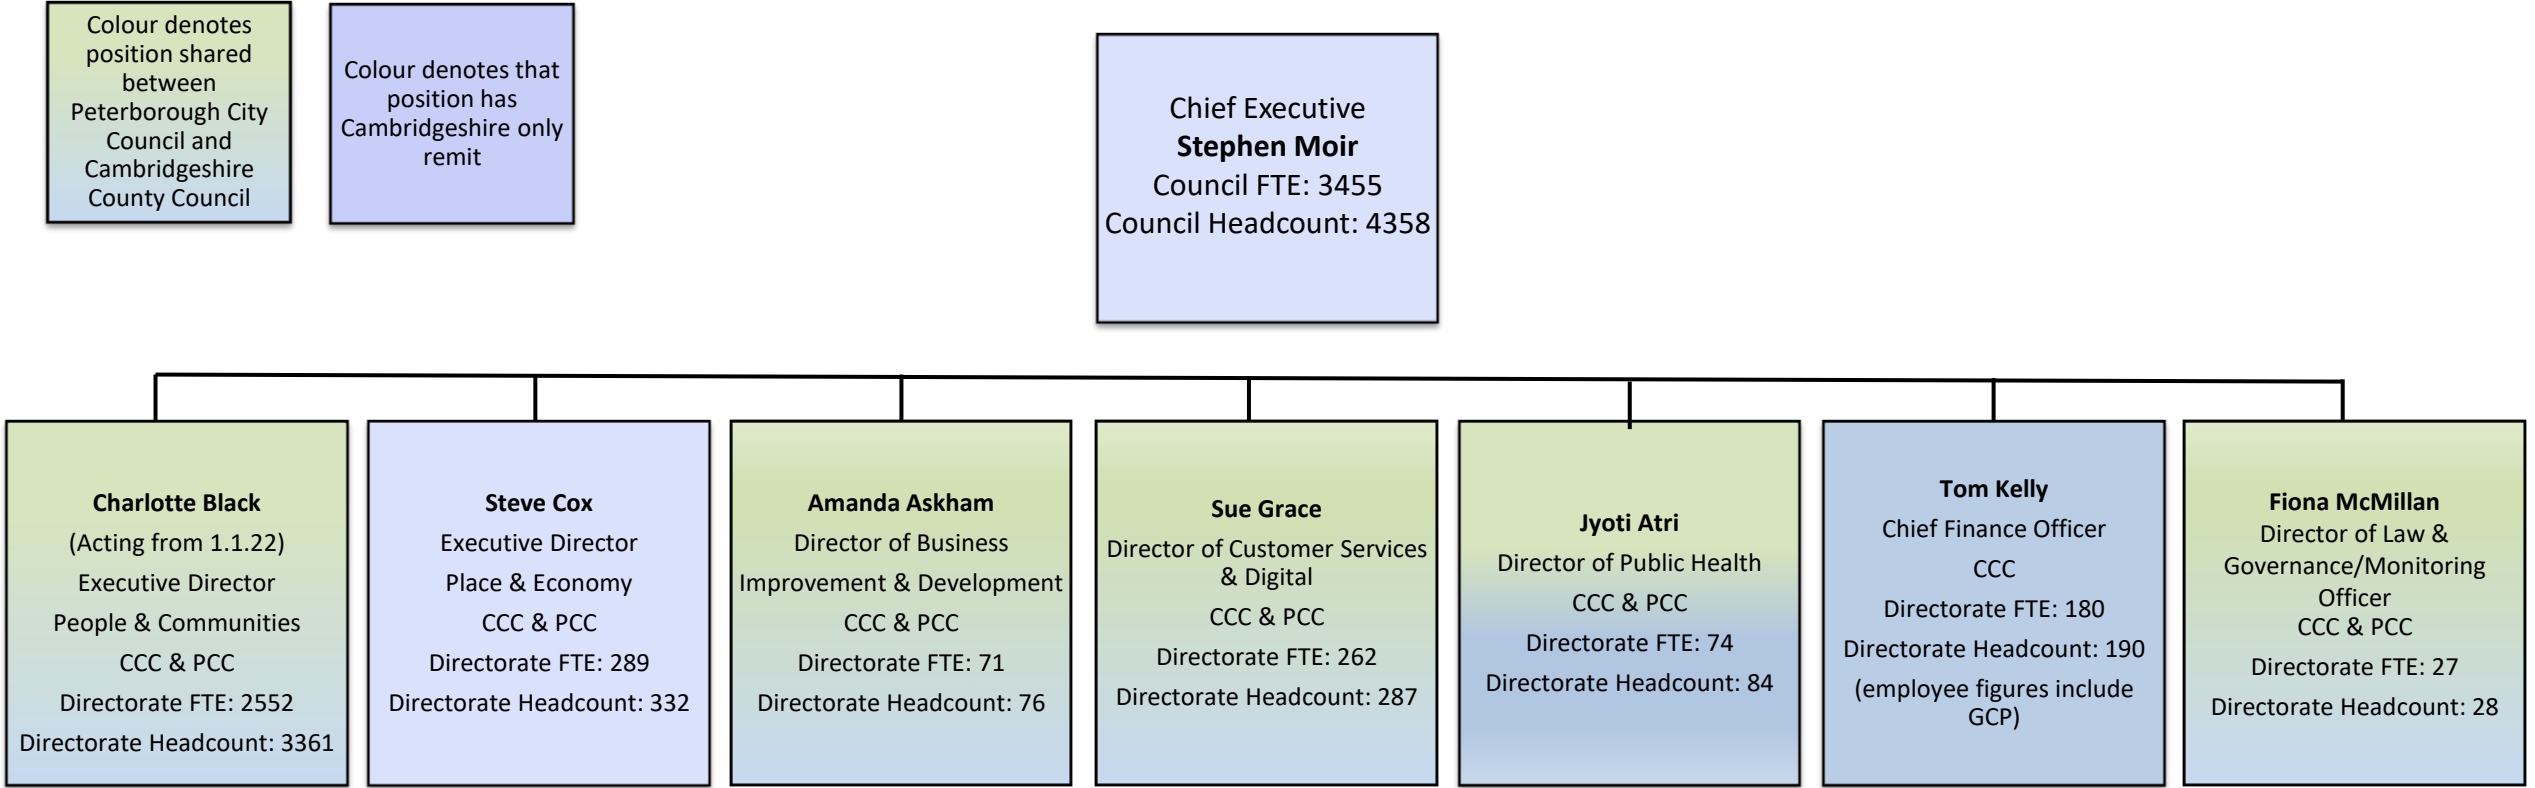 Colour denotes
position shared
between
Peterborough City
Council and
Cambridgeshire
County Council
Colour denotes that
position has
Cambridgeshire only
remit
Chief Executive
Stephen Moir
Council FTE: 3455
Council Headcount: 4358
Charlotte Black
(Acting from 1.1.22)
Executive Director
People & Communities
CCC & PCC
Directorate FTE: 2552
Directorate Headcount: 3361
Steve Cox
Executive Director
Place & Economy
CCC & PCC
Directorate FTE: 289
Directorate Headcount: 332
Amanda Askham
Director of Business
Improvement & Development
CCC & PCC
Directorate FTE: 71
Directorate Headcount: 76
Sue Grace
Director of Customer Services
& Digital
CCC & PCC
Directorate FTE: 262
Directorate Headcount: 287
Jyoti Atri
Director of Public Health
CCC & PCC
Directorate FTE: 74
Directorate Headcount: 84
Tom Kelly
Chief Finance Officer
CCC
Directorate FTE: 180
Directorate Headcount: 190
(employee figures include
GCP)
Fiona McMillan
Director of Law &
Governance/Monitoring
Officer
CCC & PCC
Directorate FTE: 27
Directorate Headcount: 28